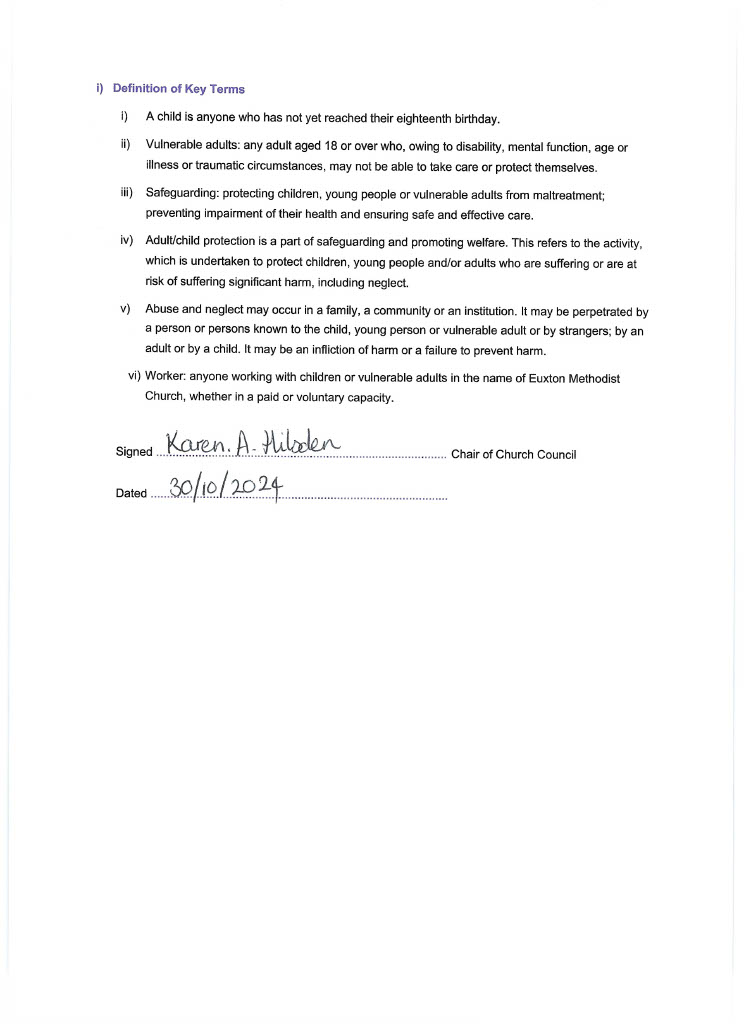 i) Definition of Key Terms
i) A child is anyone who has not yet reached their eighteenth birthday.
ii) Vulnerable adults: any adult aged 18 or over who, owing to disability, mental function, age or
illness or traumatic circumstances, may not be able to take care or protect themselves.
iii) Safeguarding: protecting children, young people or vulnerable adults from maltreatment;
preventing impairment of their health and ensuring safe and effective care.
iv) Adult/child protection is a part of safeguarding and promoting welfare. This refers to the activity,
which is undertaken to protect children, young people and/or adults who are suffering or are at
risk of suffering significant harm, including neglect.
v) Abuse and neglect may occur in a family, a community or an institution. It may be perpetrated by
a person or persons known to the child, young person or vulnerable adult or by strangers; by an
adult or by a child. It may be an infliction of harm or a failure to prevent harm.
vi) Worker: anyone working with children or vulnerable adults in the name of Euxton Methodist
Church, whether in a paid or voluntary capacity.
Signed Karen. A. Hilsden Chair of Church Council
Dated 30/10/2024